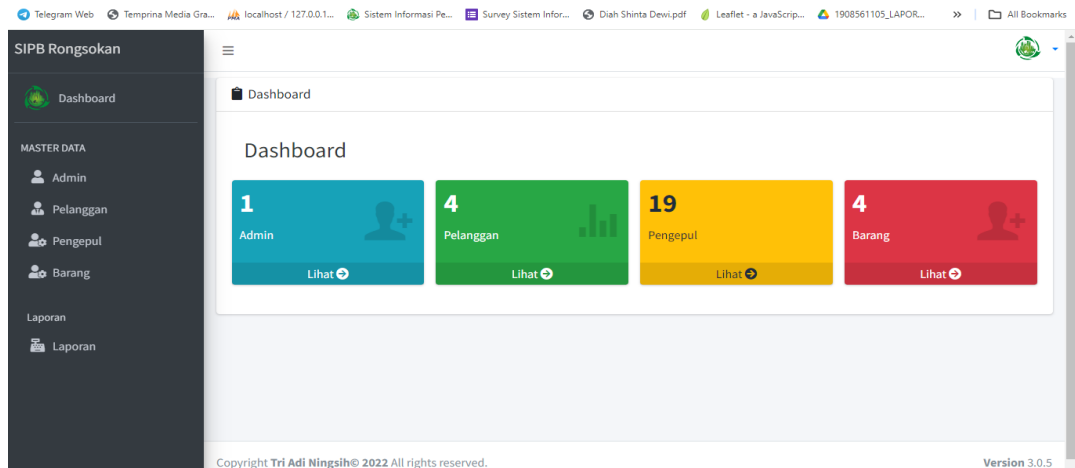 Telegram Web Temprina Media Gra... localhost / 127.0.0.1... Sistem Informasi Pe... Survey Sistem Infor... Diah Shinta Dewi.pdf Leaflet - a JavaScrip... 1908561105_LAPOR... » All Bookmarks
SIPB Rongsokan
Dashboard
MASTER DATA
Admin
Pelanggan
Pengepul
Barang
Laporan
Laporan
Dashboard
Dashboard
1
Admin
Lihat
4
Pelanggan
Lihat
19
Pengepul
Lihat
4
Barang
Lihat
Copyright Tri Adi Ningsih© 2022 All rights reserved.
Version 3.0.5